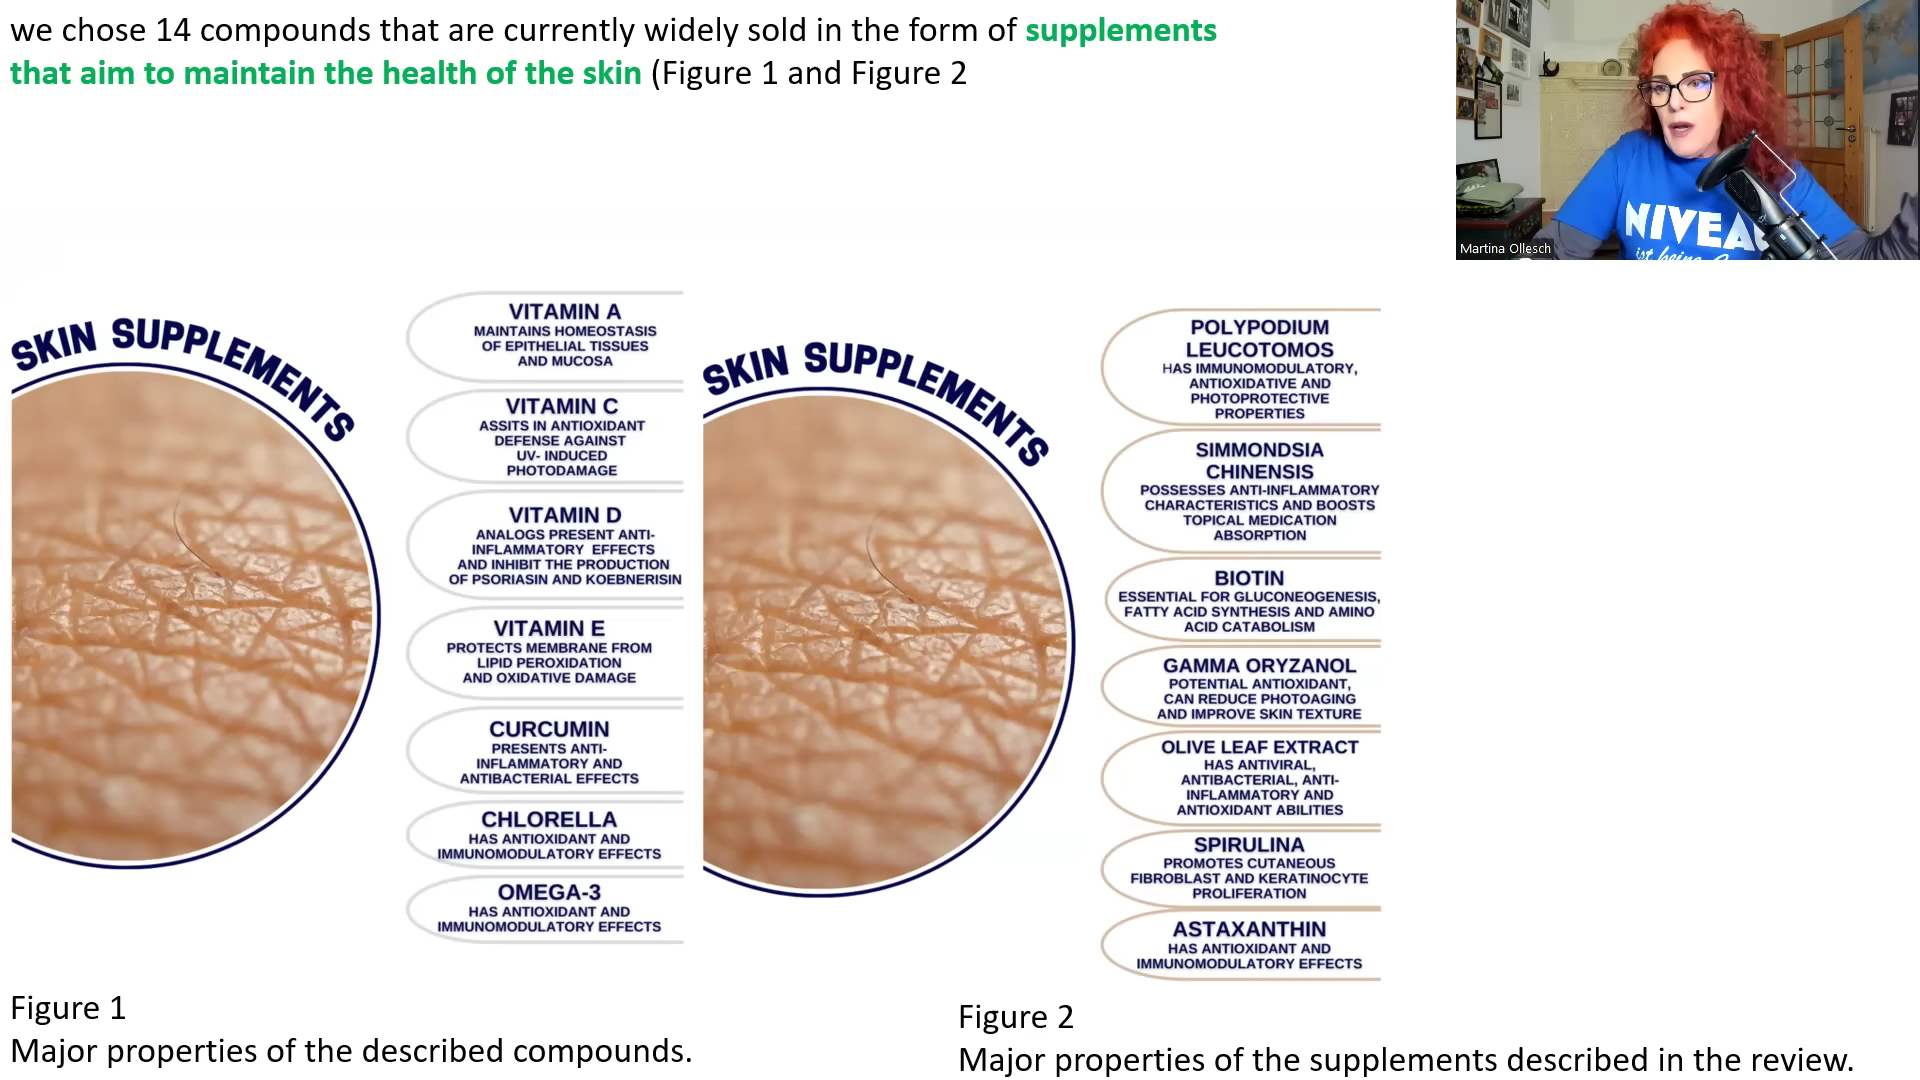 we chose 14 compounds that are currently widely sold in the form of supplements
that aim to maintain the health of the skin (Figure 1 and Figure 2
NIVEA
ist being
Martina Ollesch
SKIN SUPPLEMENTS
VITAMIN A
MAINTAINS HOMEOSTASIS
OF EPITHELIAL TISSUES
AND MUCOSA
VITAMIN C
ASSITS IN ANTIOXIDANT
DEFENSE AGAINST
UV- INDUCED
PHOTODAMAGE
VITAMIN D
ANALOGS PRESENT ANTI-
INFLAMMATORY EFFECTS
AND INHIBIT THE PRODUCTION
OF PSORIASIN AND KOEBNERISIN
VITAMIN E
PROTECTS MEMBRANE FROM
LIPID PEROXIDATION
AND OXIDATIVE DAMAGE
CURCUMIN
PRESENTS ANTI-
INFLAMMATORY AND
ANTIBACTERIAL EFFECTS
CHLORELLA
HAS ANTIOXIDANT AND
IMMUNOMODULATORY EFFECTS
OMEGA-3
HAS ANTIOXIDANT AND
IMMUNOMODULATORY EFFECTS
Figure 1
Major properties of the described compounds.
SKIN SUPPLEMENTS
POLYPODIUM
LEUCOTOMOS
HAS IMMUNOMODULATORY,
ANTIOXIDATIVE AND
PHOTOPROTECTIVE
PROPERTIES
SIMMONDSIA
CHINENSIS
POSSESSES ANTI-INFLAMMATORY
CHARACTERISTICS AND BOOSTS
TOPICAL MEDICATION
ABSORPTION
BIOTIN
ESSENTIAL FOR GLUCONEOGENESIS,
FATTY ACID SYNTHESIS AND AMINO
ACID CATABOLISM
GAMMA ORYZANOL
POTENTIAL ANTIOXIDANT,
CAN REDUCE PHOTOAGING
AND IMPROVE SKIN TEXTURE
OLIVE LEAF EXTRACT
HAS ANTIVIRAL,
ANTIBACTERIAL, ANTI-
INFLAMMATORY AND
ANTIOXIDANT ABILITIES
SPIRULINA
PROMOTES CUTANEOUS
FIBROBLAST AND KERATINOCYTE
PROLIFERATION
ASTAXANTHIN
HAS ANTIOXIDANT AND
IMMUNOMODULATORY EFFECTS
Figure 2
Major properties of the supplements described in the review.